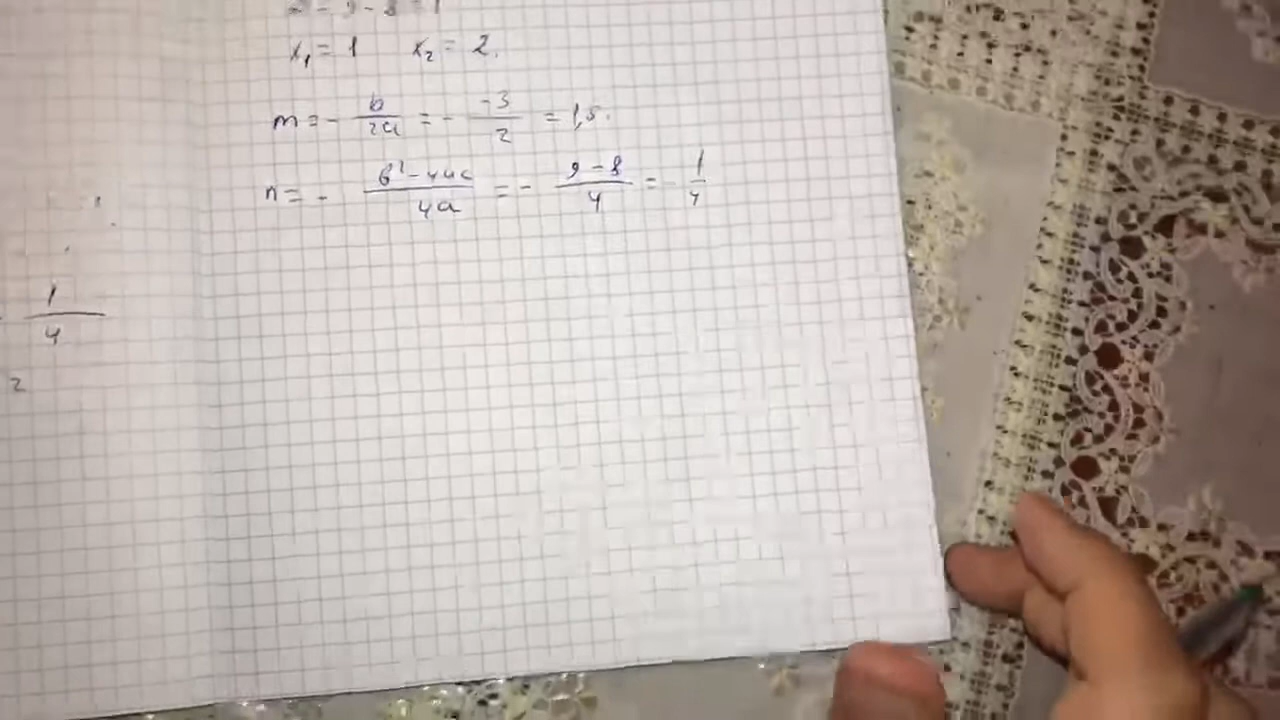 x₁ = 1 x₂ = 2.
m = - b/2a = - -3/2 = 1,5.
n = - b² - 4ac/4a = - 9 - 8/4 = - 1/4
1/4
2